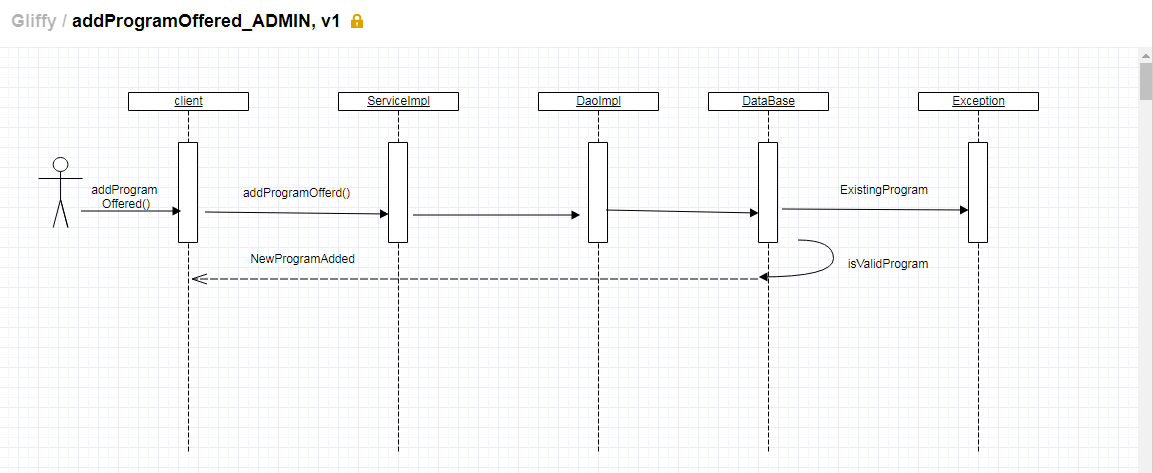 Gliffy / addProgramOffered_ADMIN, v1
client
ServiceImpl
DaoImpl
DataBase
Exception
addProgram
Offered()
addProgramOfferd()
ExistingProgram
NewProgramAdded
isValidProgram